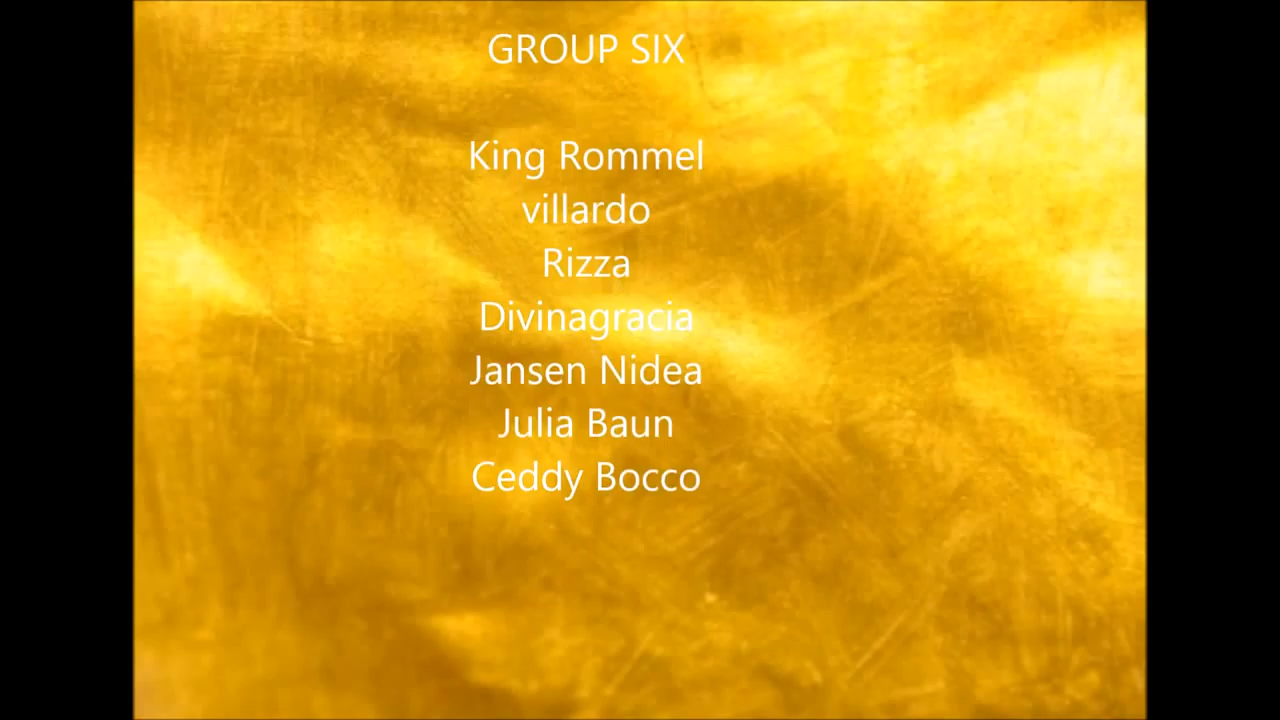 GROUP SIX
King Rommel
villardo
Rizza
Divinagracia
Jansen Nidea
Julia Baun
Ceddy Bocco